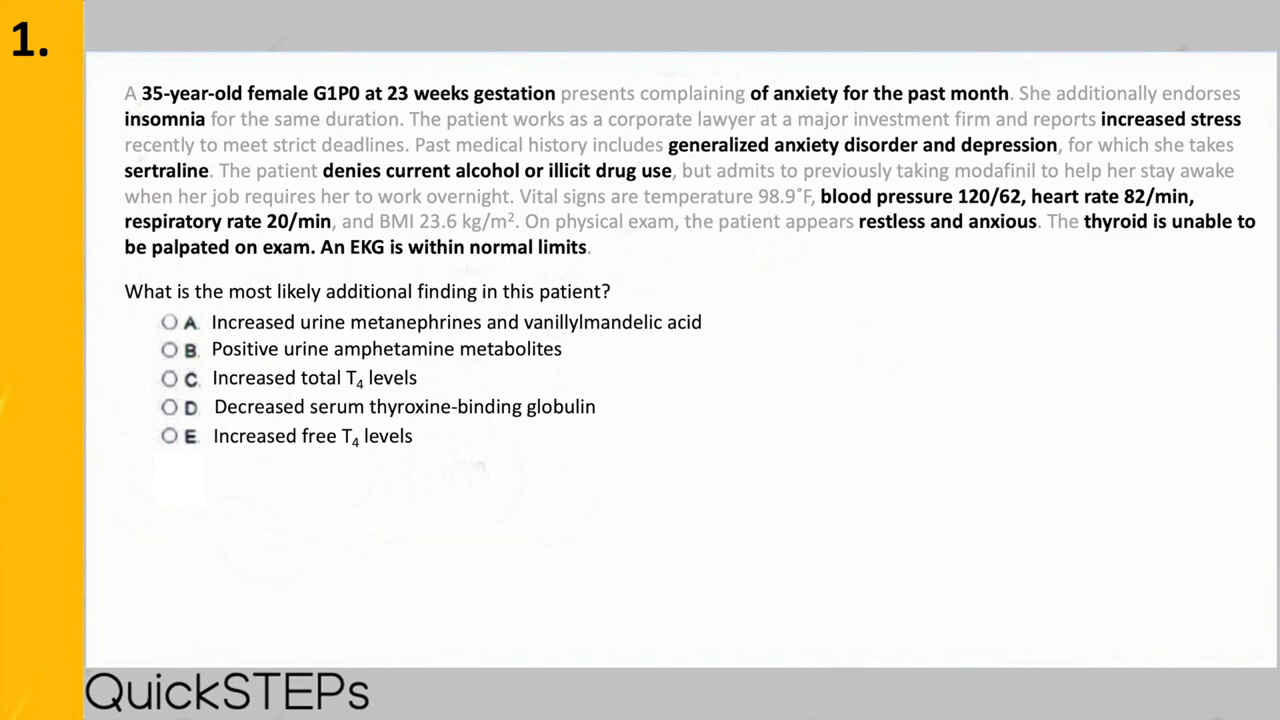 1.
A 35-year-old female G1P0 at 23 weeks gestation presents complaining of anxiety for the past month. She additionally endorses
insomnia for the same duration. The patient works as a corporate lawyer at a major investment firm and reports increased stress
recently to meet strict deadlines. Past medical history includes generalized anxiety disorder and depression, for which she takes
sertraline. The patient denies current alcohol or illicit drug use, but admits to previously taking modafinil to help her stay awake
when her job requires her to work overnight. Vital signs are temperature 98.9˚F, blood pressure 120/62, heart rate 82/min,
respiratory rate 20/min, and BMI 23.6 kg/m². On physical exam, the patient appears restless and anxious. The thyroid is unable to
be palpated on exam. An EKG is within normal limits.
What is the most likely additional finding in this patient?
A. Increased urine metanephrines and vanillylmandelic acid
B. Positive urine amphetamine metabolites
C. Increased total T₄ levels
D. Decreased serum thyroxine-binding globulin
E. Increased free T₄ levels
QuickSTEPs